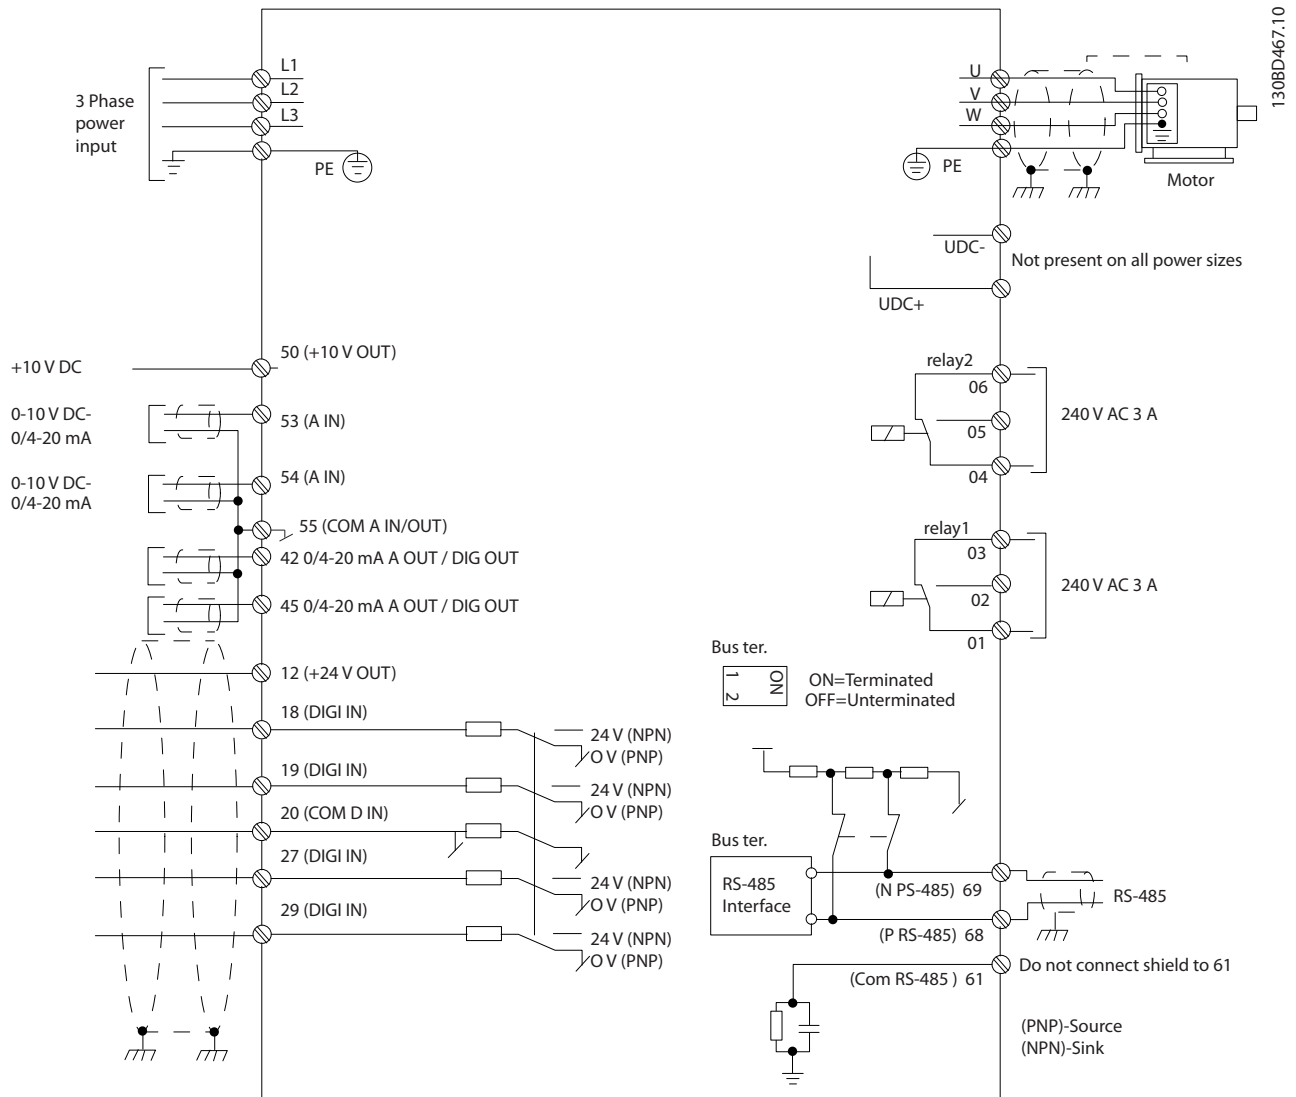 130BD467.10
L1
L2
L3
3 Phase
power
input
PE
U
V
W
PE
Motor
UDC-
Not present on all power sizes
UDC+
+10 V DC
50 (+10 V OUT)
0-10 V DC-
0/4-20 mA
53 (A IN)
0-10 V DC-
0/4-20 mA
54 (A IN)
55 (COM A IN/OUT)
42 0/4-20 mA A OUT / DIG OUT
45 0/4-20 mA A OUT / DIG OUT
12 (+24 V OUT)
18 (DIGI IN)
24 V (NPN)
O V (PNP)
19 (DIGI IN)
24 V (NPN)
O V (PNP)
20 (COM D IN)
27 (DIGI IN)
24 V (NPN)
O V (PNP)
29 (DIGI IN)
24 V (NPN)
O V (PNP)
relay2
06
05
04
240 V AC 3 A
relay1
03
02
01
240 V AC 3 A
Bus ter.
1
2
ON
ON=Terminated
OFF=Unterminated
Bus ter.
RS-485
Interface
(N PS-485) 69
RS-485
(P RS-485) 68
(Com RS-485 ) 61
Do not connect shield to 61
(PNP)-Source
(NPN)-Sink